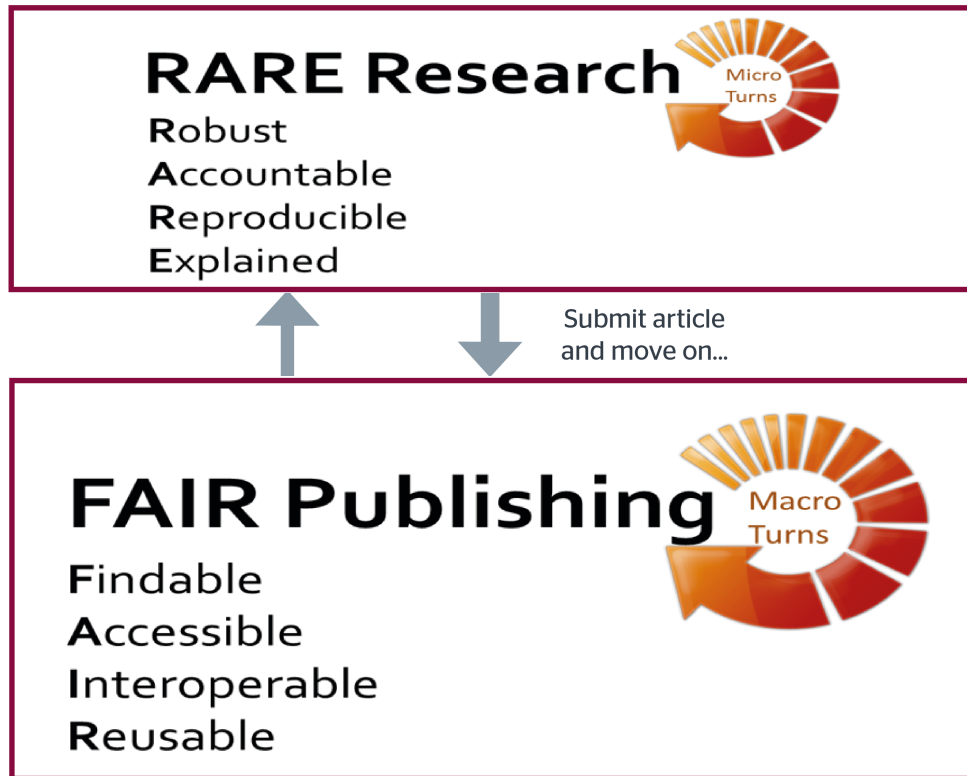 RARE Research
Micro
Turns
Robust
Accountable
Reproducible
Explained
Submit article
and move on...
FAIR Publishing
Macro
Turns
Findable
Accessible
Interoperable
Reusable